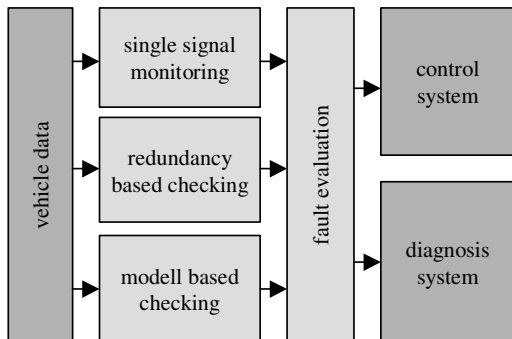 vehicle data
single signal
monitoring
redundancy
based checking
modell based
checking
fault evaluation
control
system
diagnosis
system